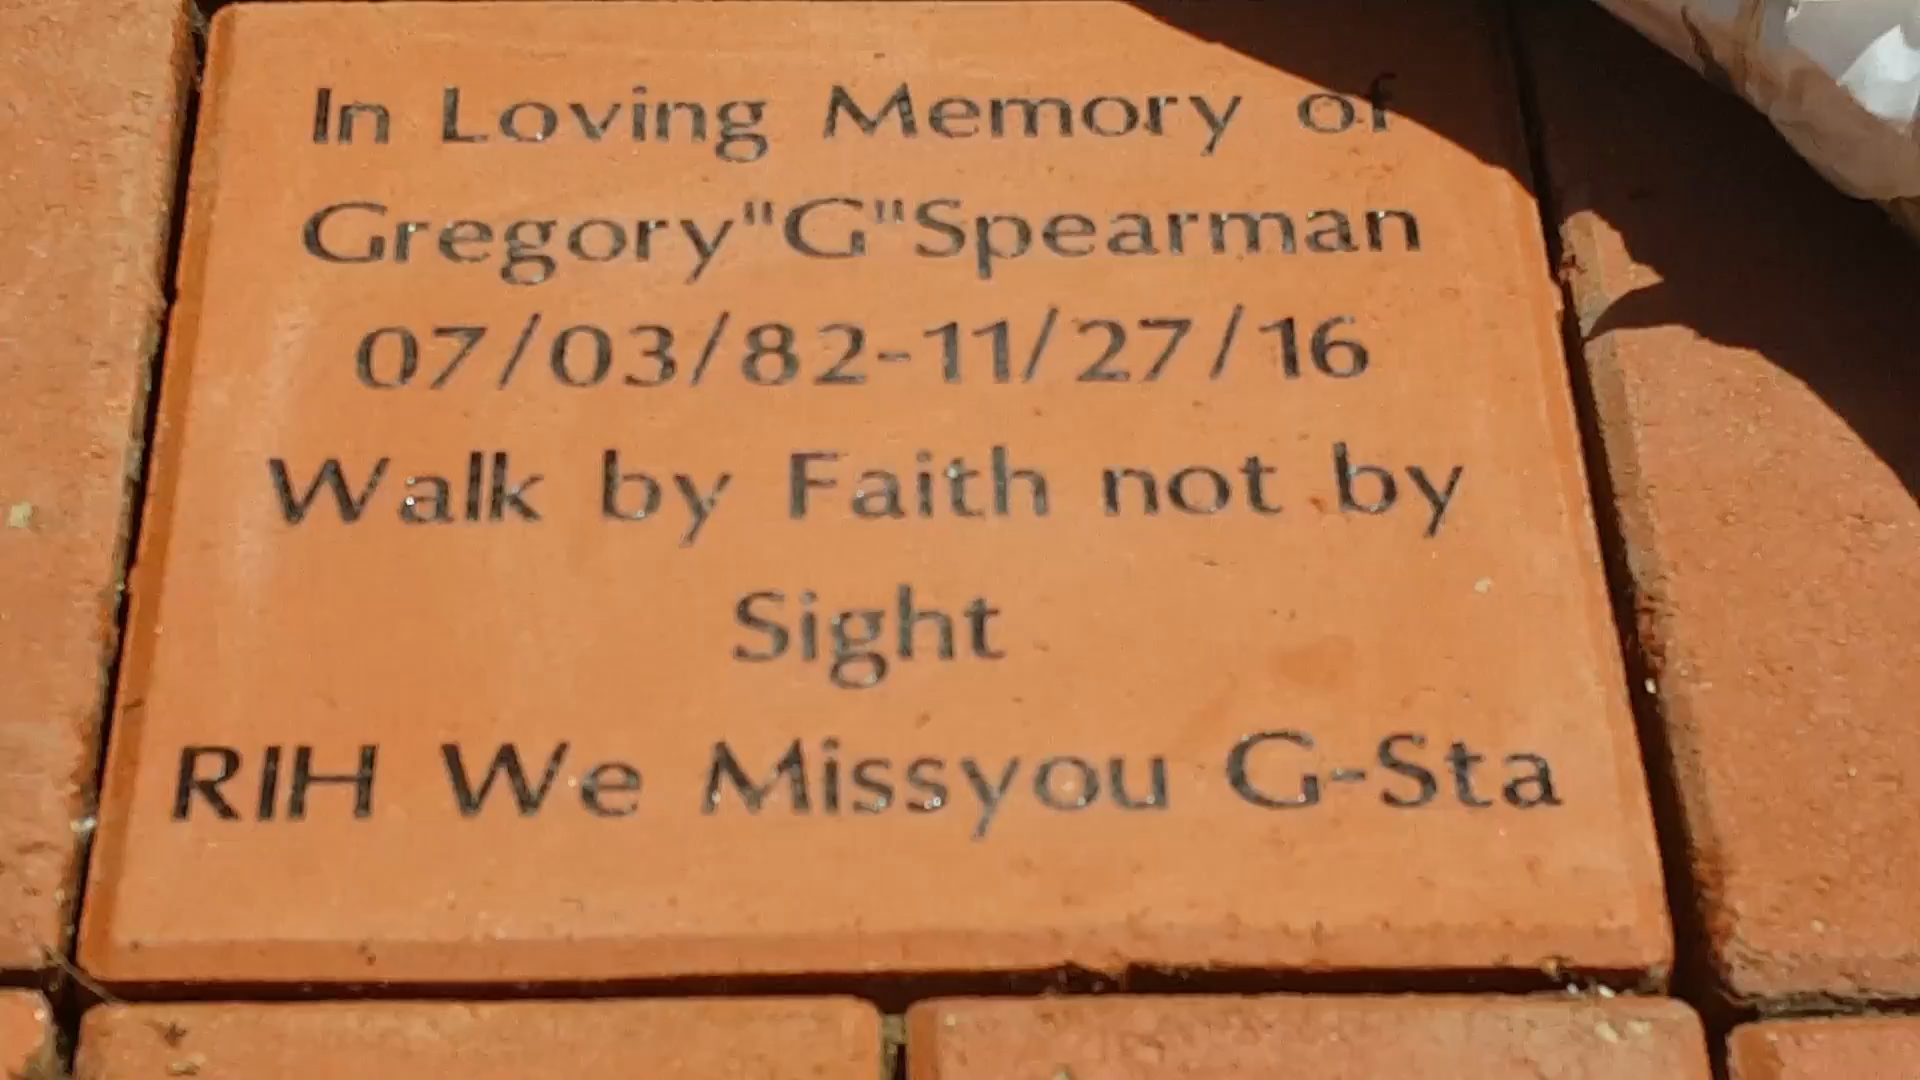 In Loving Memory of
Gregory"G"Spearman
07/03/82-11/27/16
Walk by Faith not by
Sight
RIH We Missyou G-Sta